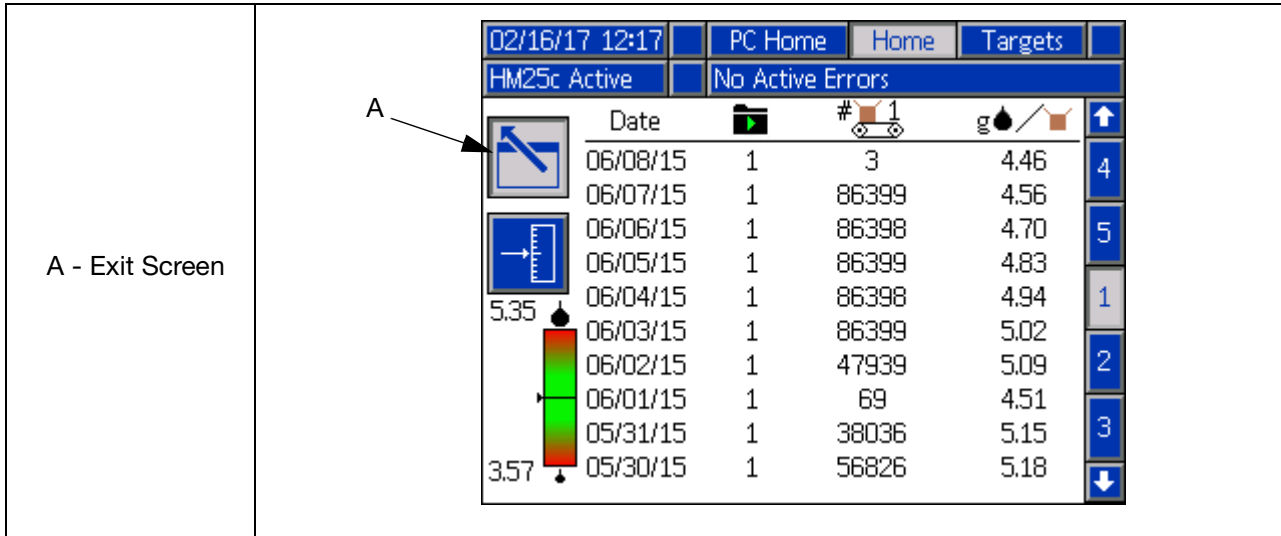 02/16/17 12:17 PC Home Home Targets
HM25c Active No Active Errors
A
Date # 1 g /
06/08/15 1 3 4.46
4
06/07/15 1 86399 4.56
06/06/15 1 86398 4.70
5
06/05/15 1 86399 4.83
A - Exit Screen
06/04/15 1 86398 4.94
1
5.35
06/03/15 1 86399 5.02
06/02/15 1 47939 5.09
2
06/01/15 1 69 4.51
05/31/15 1 38036 5.15
3
3.57
05/30/15 1 56826 5.18